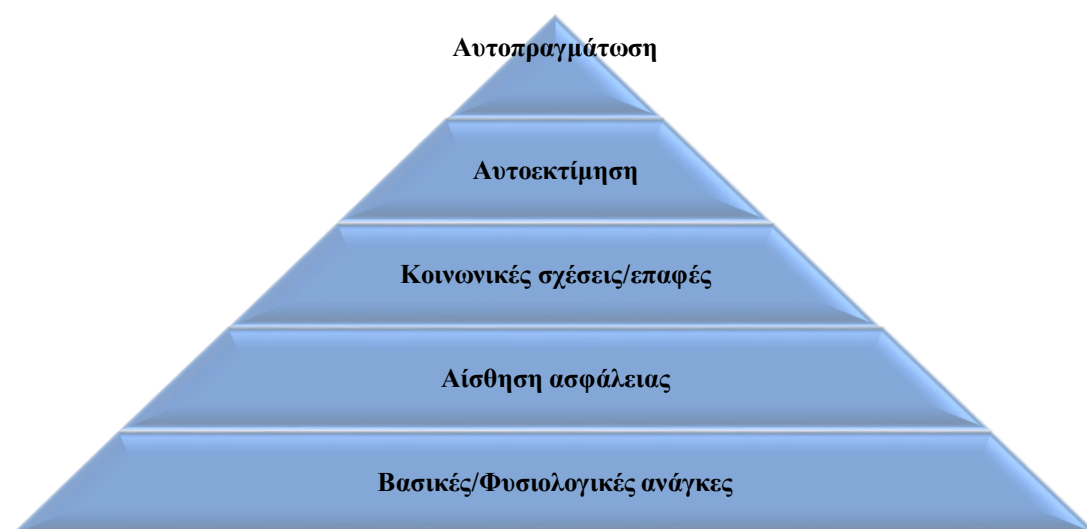 Αυτοπραγμάτωση
Αυτοεκτίμηση
Κοινωνικές σχέσεις/επαφές
Αίσθηση ασφάλειας
Βασικές/Φυσιολογικές ανάγκες